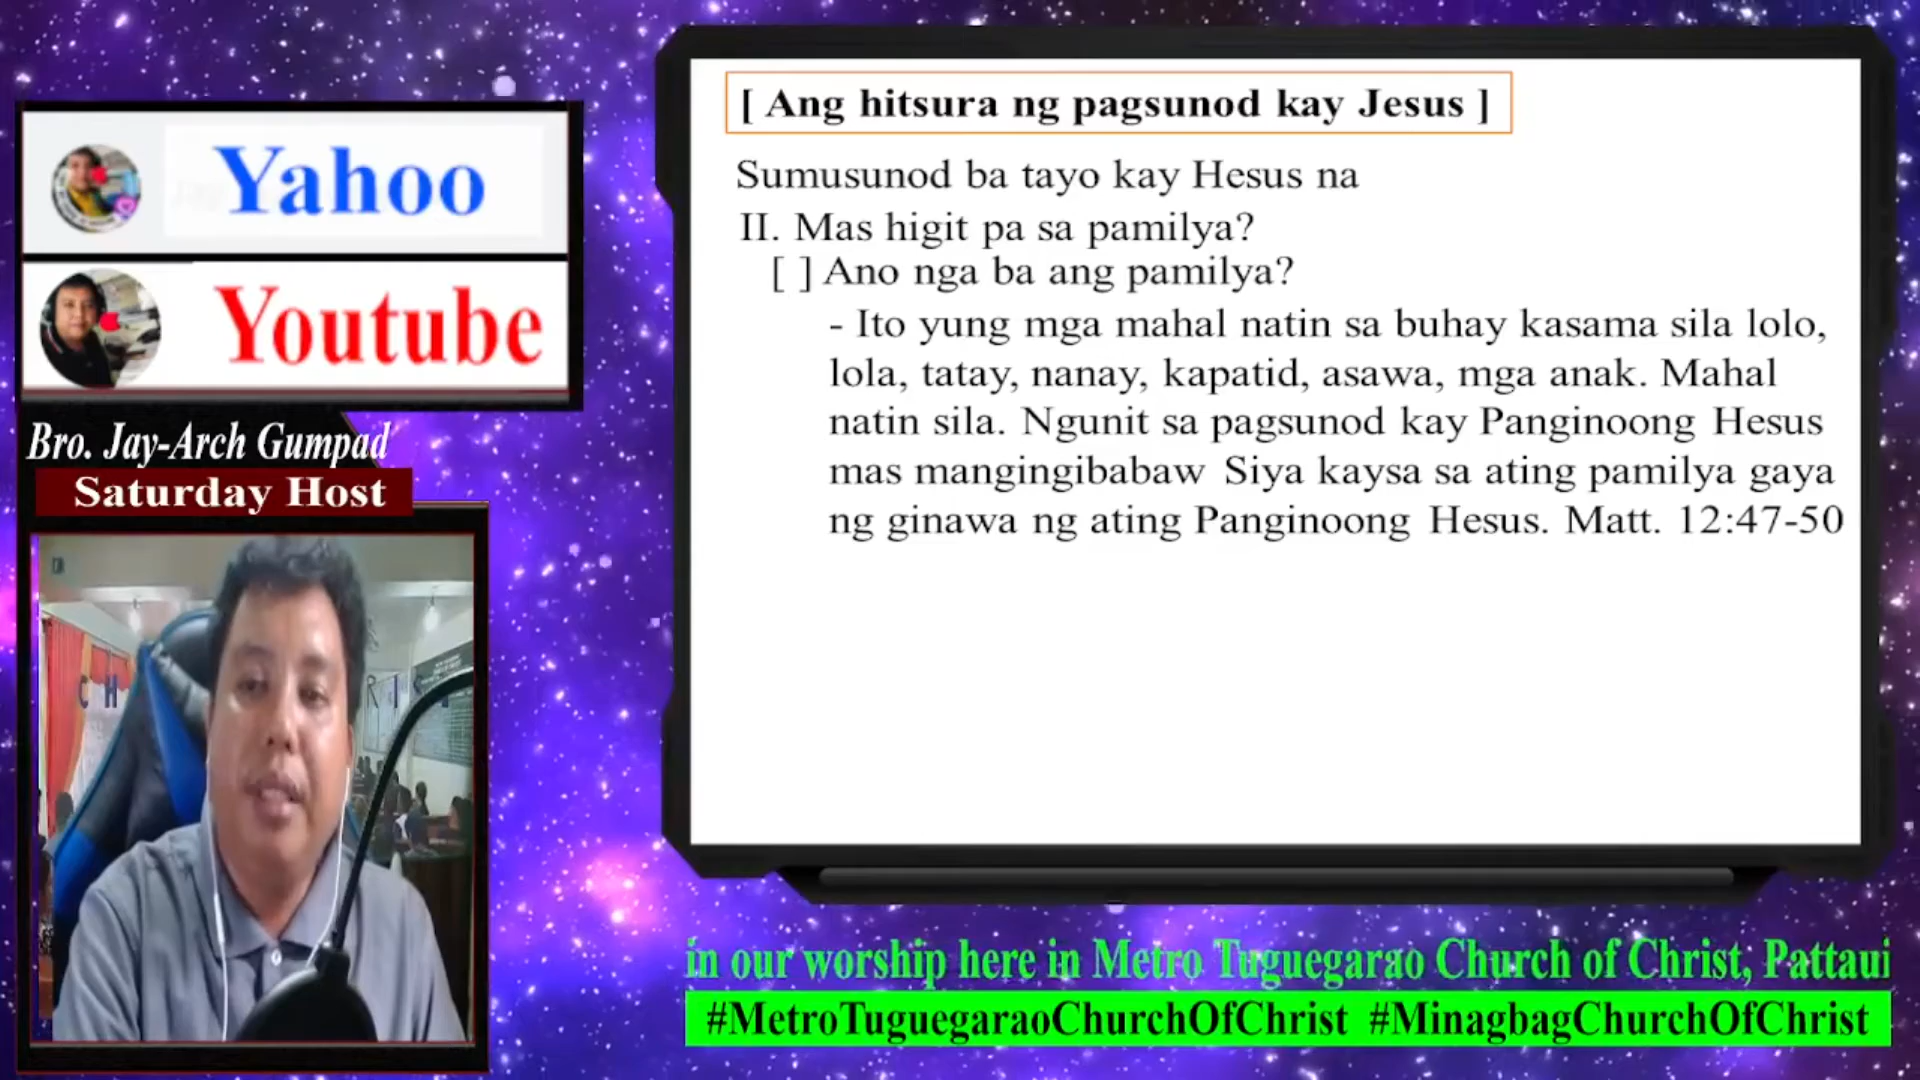 Yahoo
Youtube
Bro. Jay-Arch Gumpad
Saturday Host
[ Ang hitsura ng pagsunod kay Jesus ]
Sumusunod ba tayo kay Hesus na
II. Mas higit pa sa pamilya?
[ ] Ano nga ba ang pamilya?
- Ito yung mga mahal natin sa buhay kasama sila lolo,
lola, tatay, nanay, kapatid, asawa, mga anak. Mahal
natin sila. Ngunit sa pagsunod kay Panginoong Hesus
mas mangingibabaw Siya kaysa sa ating pamilya gaya
ng ginawa ng ating Panginoong Hesus. Matt. 12:47-50
in our worship here in Metro Tuguegarao Church of Christ, Pattaui
#MetroTuguegaraoChurchOfChrist #MinagbagChurchOfChrist
C H